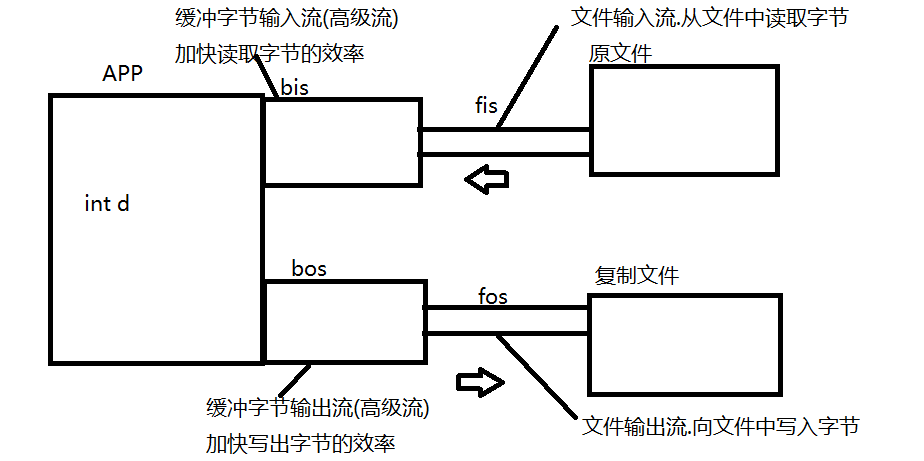 缓冲字节输入流(高级流)
加快读取字节的效率
文件输入流.从文件中读取字节
原文件
APP
bis
fis
int d
bos
fos
复制文件
缓冲字节输出流(高级流)
加快写出字节的效率
文件输出流.向文件中写入字节